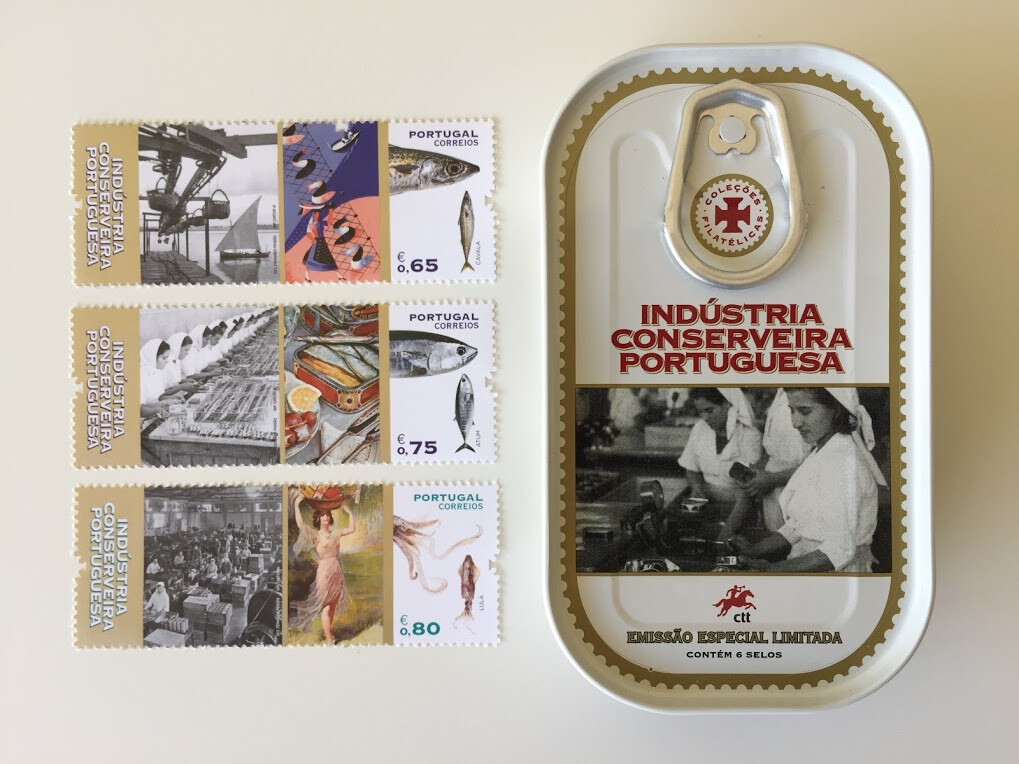 INDÚSTRIA
CONSERVEIRA
PORTUGUESA
PORTUGAL
CORREIOS
€
0,65
CAVALA
INDÚSTRIA
CONSERVEIRA
PORTUGUESA
PORTUGAL
CORREIOS
€
0,75
ATUM
INDÚSTRIA
CONSERVEIRA
PORTUGUESA
PORTUGAL
CORREIOS
€
0,80
LULA
COLEÇÕES
FILATÉLICAS
INDÚSTRIA
CONSERVEIRA
PORTUGUESA
ctt
EMISSÃO ESPECIAL LIMITADA
CONTÉM 6 SELOS